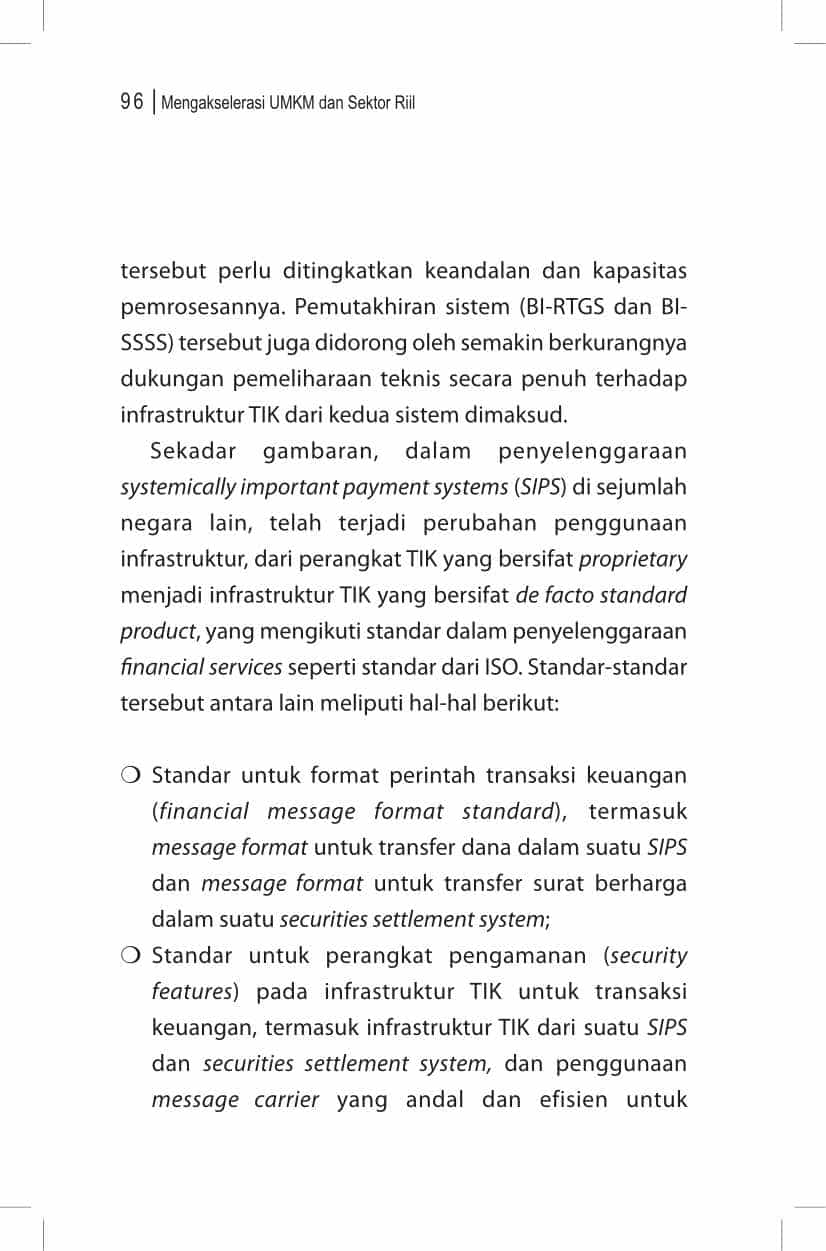 96 | Mengakselerasi UMKM dan Sektor Riil
tersebut perlu ditingkatkan keandalan dan kapasitas
pemrosesannya. Pemutakhiran sistem (BI-RTGS dan BI-
SSSS) tersebut juga didorong oleh semakin berkurangnya
dukungan pemeliharaan teknis secara penuh terhadap
infrastruktur TIK dari kedua sistem dimaksud.
Sekadar gambaran, dalam penyelenggaraan
systemically important payment systems (SIPS) di sejumlah
negara lain, telah terjadi perubahan penggunaan
infrastruktur, dari perangkat TIK yang bersifat proprietary
menjadi infrastruktur TIK yang bersifat de facto standard
product, yang mengikuti standar dalam penyelenggaraan
financial services seperti standar dari ISO. Standar-standar
tersebut antara lain meliputi hal-hal berikut:
❍ Standar untuk format perintah transaksi keuangan
(financial message format standard), termasuk
message format untuk transfer dana dalam suatu SIPS
dan message format untuk transfer surat berharga
dalam suatu securities settlement system;
❍ Standar untuk perangkat pengamanan (security
features) pada infrastruktur TIK untuk transaksi
keuangan, termasuk infrastruktur TIK dari suatu SIPS
dan securities settlement system, dan penggunaan
message carrier yang andal dan efisien untuk